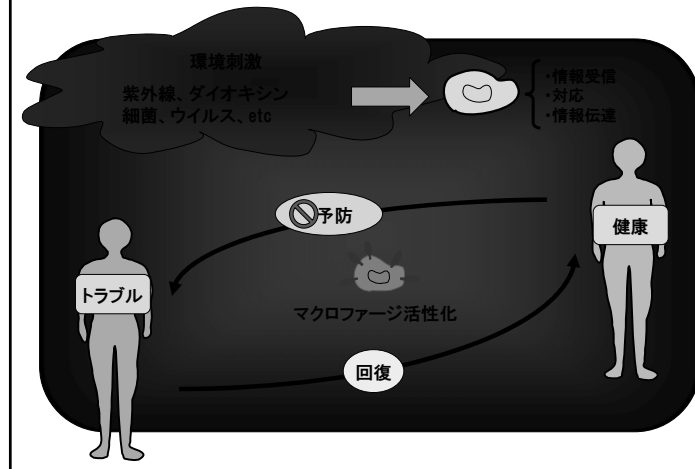 環境刺激
紫外線、ダイオキシン
細菌、ウイルス、etc
・情報受信
・対応
・情報伝達
予防
健康
トラブル
マクロファージ活性化
回復